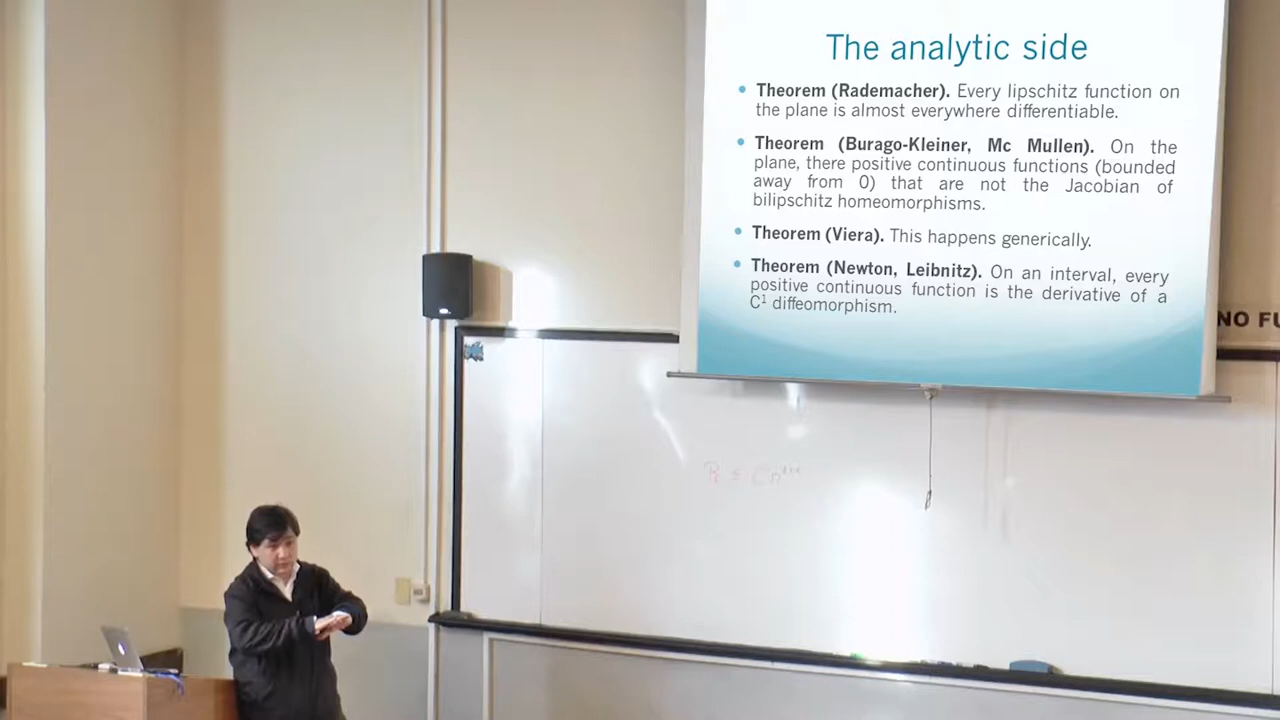 The analytic side
• Theorem (Rademacher). Every lipschitz function on
the plane is almost everywhere differentiable.
• Theorem (Burago-Kleiner, Mc Mullen). On the
plane, there positive continuous functions (bounded
away from 0) that are not the Jacobian of
bilipschitz homeomorphisms.
• Theorem (Viera). This happens generically.
• Theorem (Newton, Leibnitz). On an interval, every
positive continuous function is the derivative of a
C¹ diffeomorphism.
NO FU